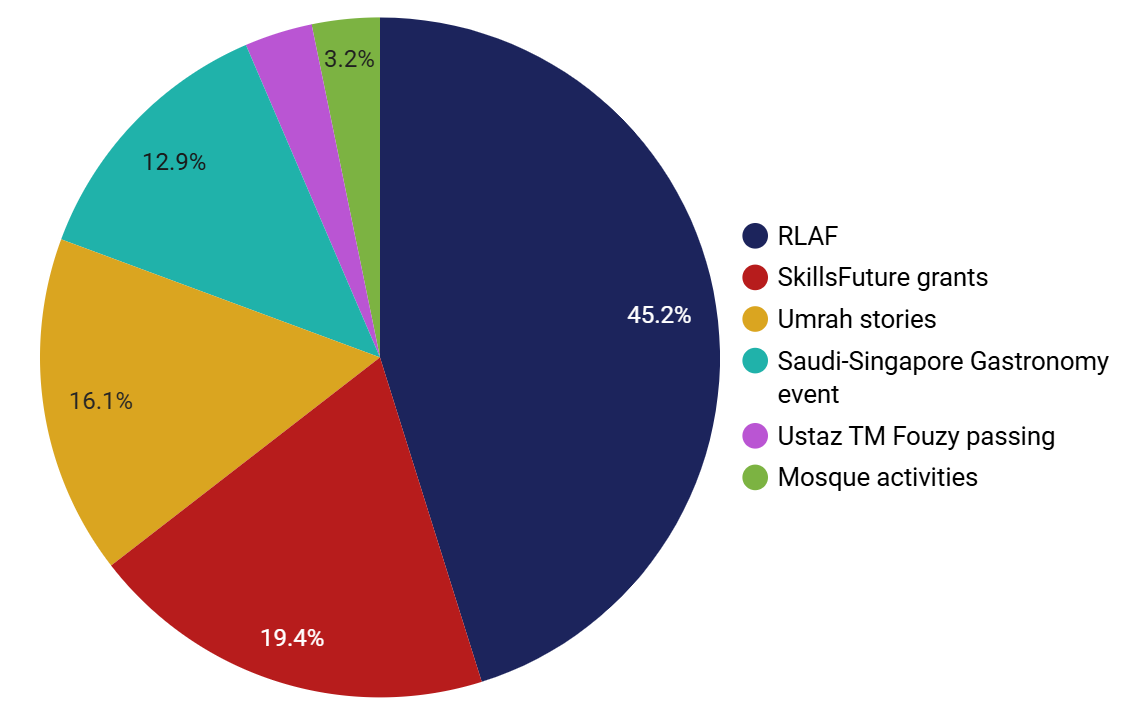 3.2%
12.9%
45.2%
16.1%
19.4%
RLAF
SkillsFuture grants
Umrah stories
Saudi-Singapore Gastronomy
event
Ustaz TM Fouzy passing
Mosque activities